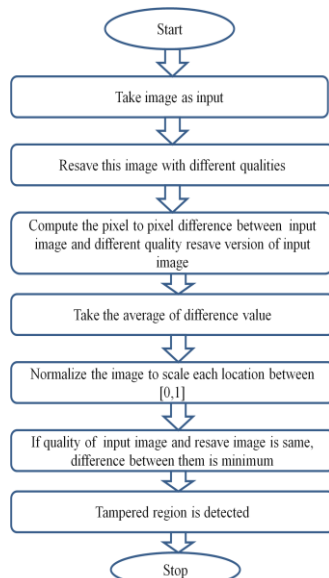 Start
Take image as input
Resave this image with different qualities
Compute the pixel to pixel difference between input
image and different quality resave version of input
image
Take the average of difference value
Normalize the image to scale each location between
[0,1]
If quality of input image and resave image is same,
difference between them is minimum
Tampered region is detected
Stop